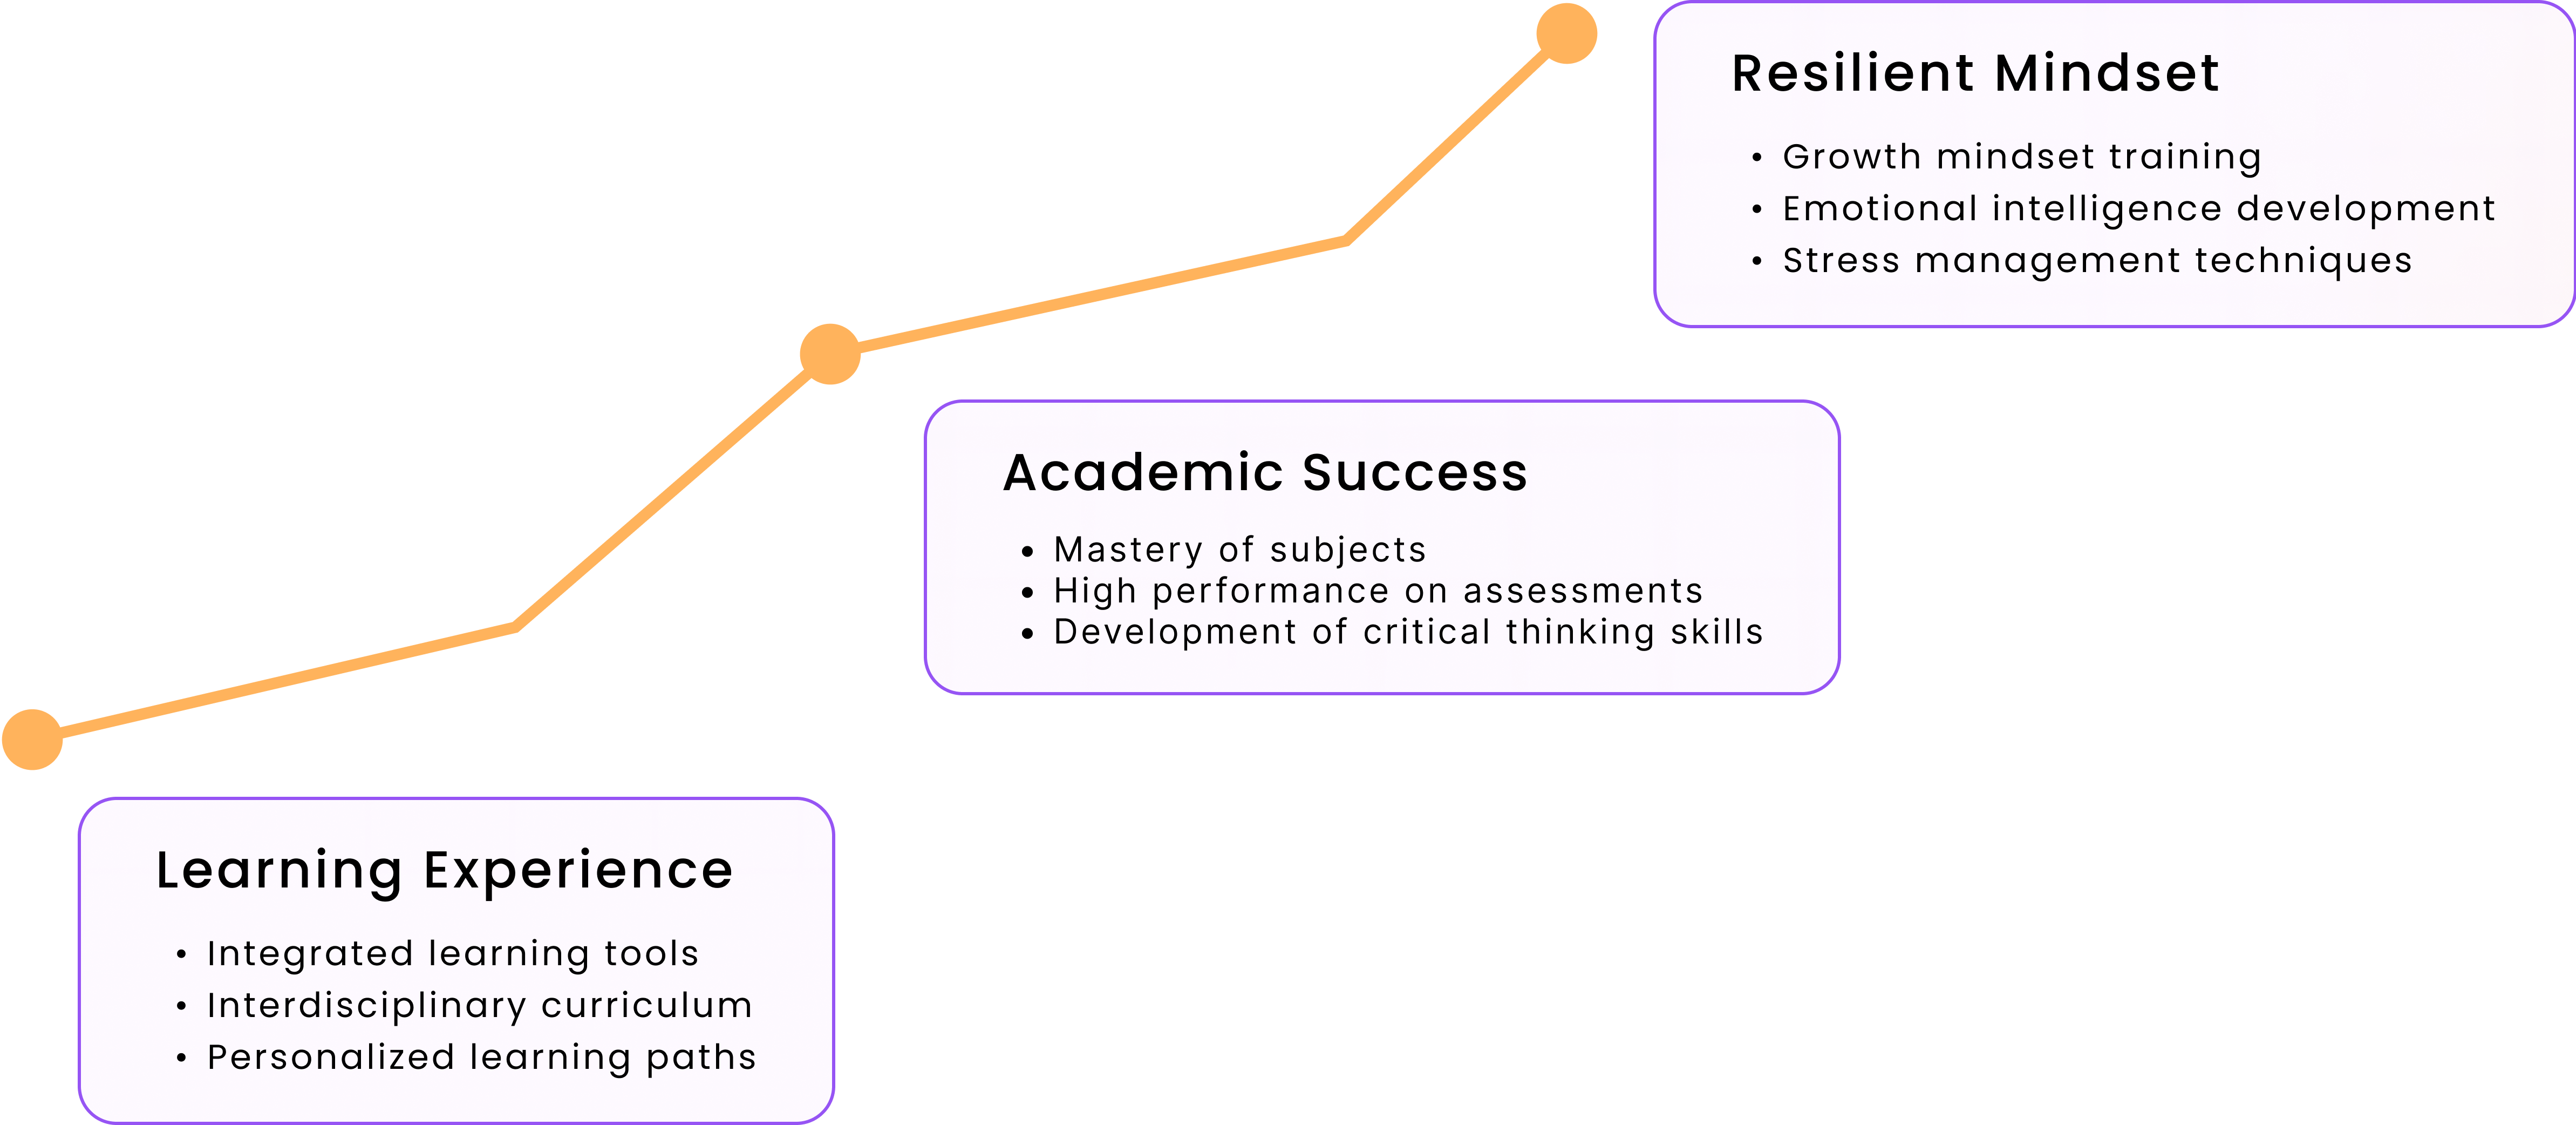 Resilient Mindset
• Growth mindset training
• Emotional intelligence development
• Stress management techniques
Academic Success
• Mastery of subjects
• High performance on assessments
• Development of critical thinking skills
Learning Experience
• Integrated learning tools
• Interdisciplinary curriculum
• Personalized learning paths